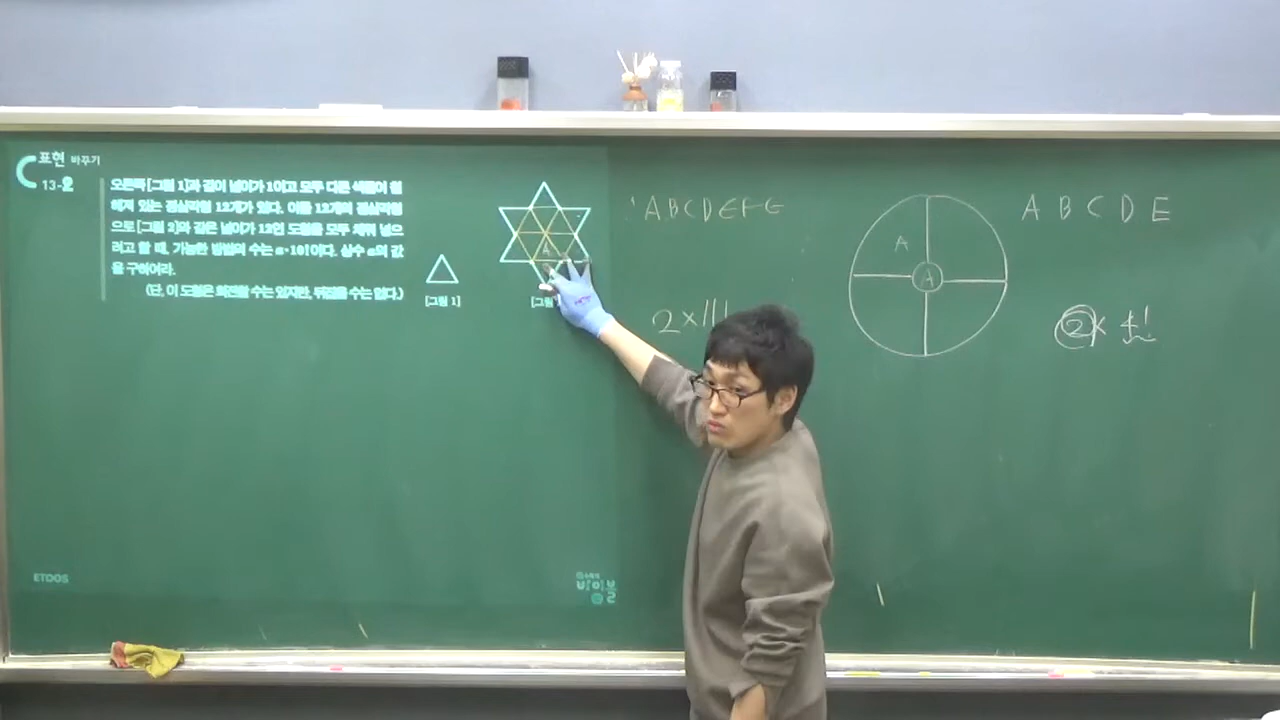 표현 바꾸기
13-2
오른쪽 [그림 1]과 같이 넓이가 1이고 모두 다른 색깔이 칠
해져 있는 정삼각형 12개가 있다. 이들 12개의 정삼각형
으로 [그림 2]와 같은 넓이가 12인 도형을 모두 채워 넣으
려고 할 때, 가능한 방법의 수는 a·10!이다. 상수 a의 값
을 구하여라.
(단, 이 도형은 회전할 수는 있지만, 뒤집을 수는 없다.)
[그림 1]
[그림
A
ABCDEFG
2×111
A
A
A B C D E
2× 4!
ETOOS